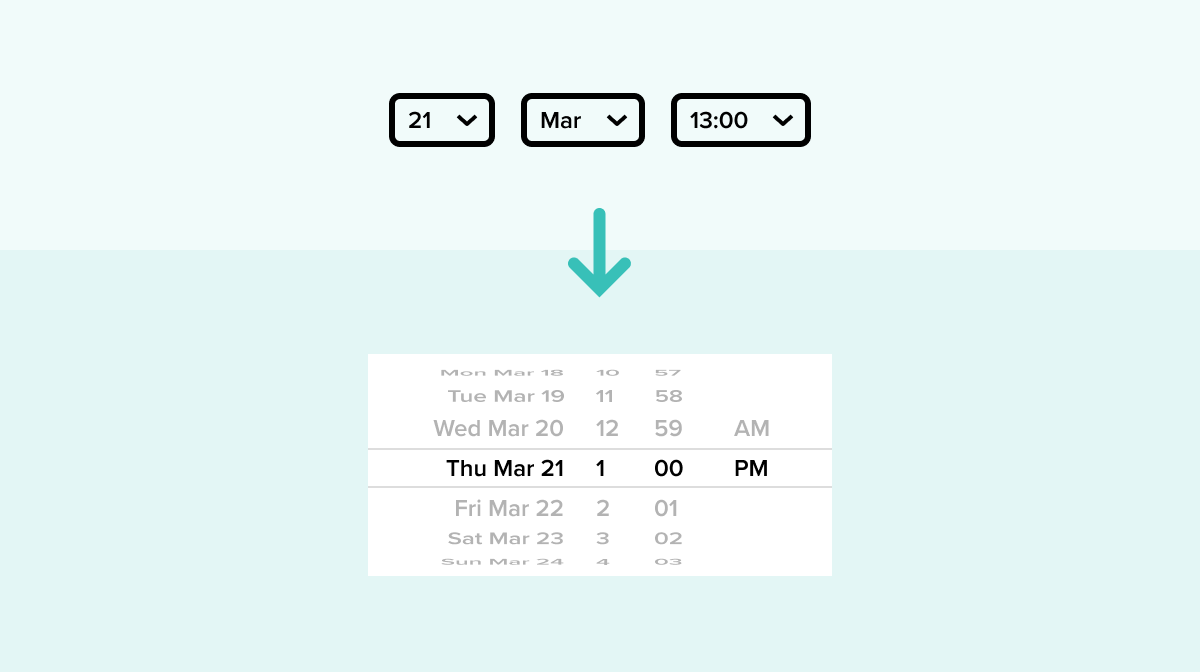 21 Mar 13:00
Mon Mar 18 10 57
Tue Mar 19 11 58
Wed Mar 20 12 59 AM
Thu Mar 21 1 00 PM
Fri Mar 22 2 01
Sat Mar 23 3 02
Sun Mar 24 4 03